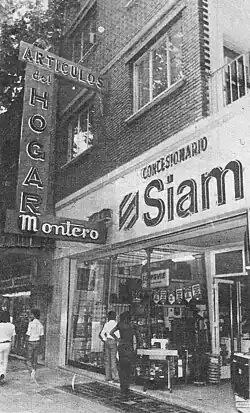 ARTICULOS
del
HOGAR
Montero
CONCESIONARIO
Siam